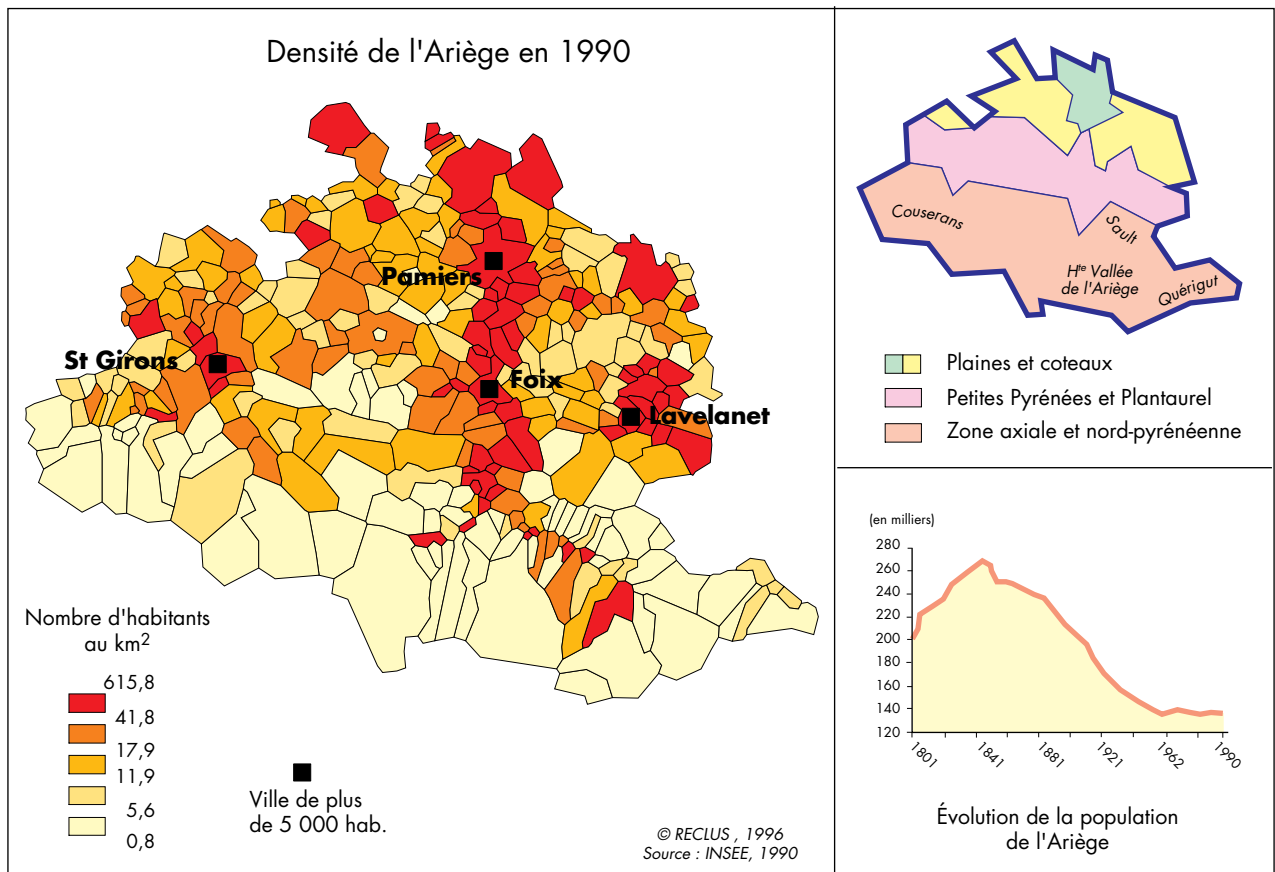 Densité de l'Ariège en 1990
Pamiers
St Girons
Foix
Lavelanet
Nombre d'habitants
au km²
615,8
41,8
17,9
11,9
5,6
0,8
Ville de plus
de 5 000 hab.
© RECLUS , 1996
Source : INSEE, 1990
Couserans
Sault
Hte Vallée
de l'Ariège
Quérigut
Plaines et coteaux
Petites Pyrénées et Plantaurel
Zone axiale et nord-pyrénéenne
(en milliers)
280
260
240
220
200
180
160
140
120
1801
1841
1881
1921
1962
1990
Évolution de la population
de l'Ariège